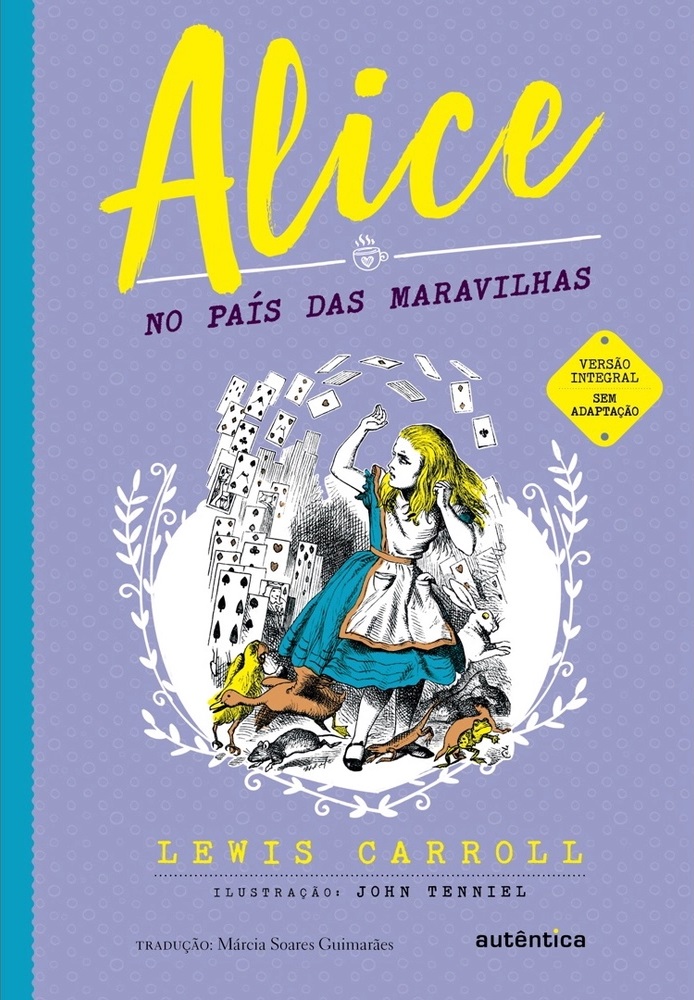 Alice
NO PAÍS DAS MARAVILHAS
VERSÃO
INTEGRAL
SEM
ADAPTAÇÃO
LEWIS CARROLL
ILUSTRAÇÃO: JOHN TENNIEL
TRADUÇÃO: Márcia Soares Guimarães
autêntica